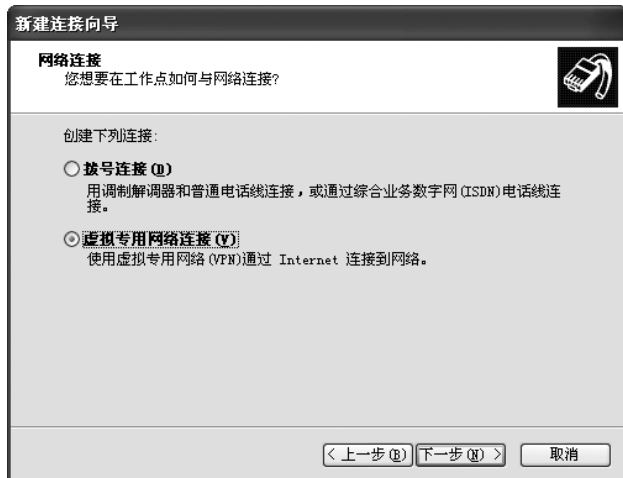 新建连接向导
网络连接
您想要在工作点如何与网络连接?
创建下列连接:
拨号连接(D)
用调制解调器和普通电话线连接，或通过综合业务数字网(ISDN)电话线连
接。
虚拟专用网络连接(V)
使用虚拟专用网络(VPN)通过 Internet 连接到网络。
< 上一步(B) 下一步(N) > 取消